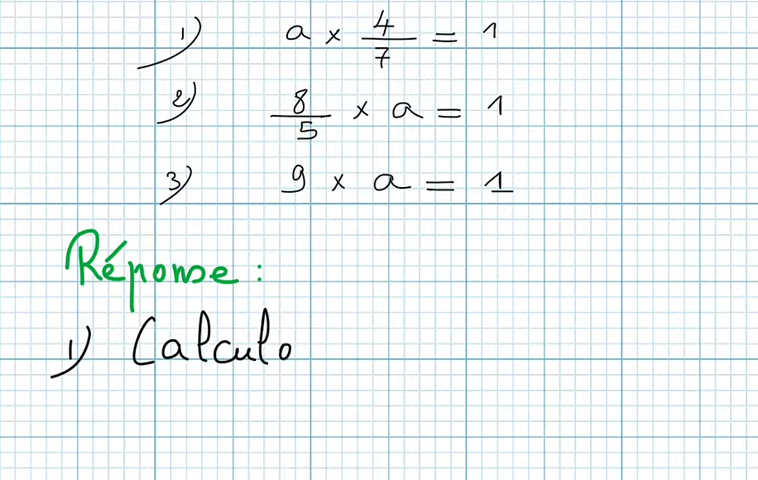 1) a × 4/7 = 1
2) 8/5 × a = 1
3) 9 × a = 1
Réponse :
1) Calculo